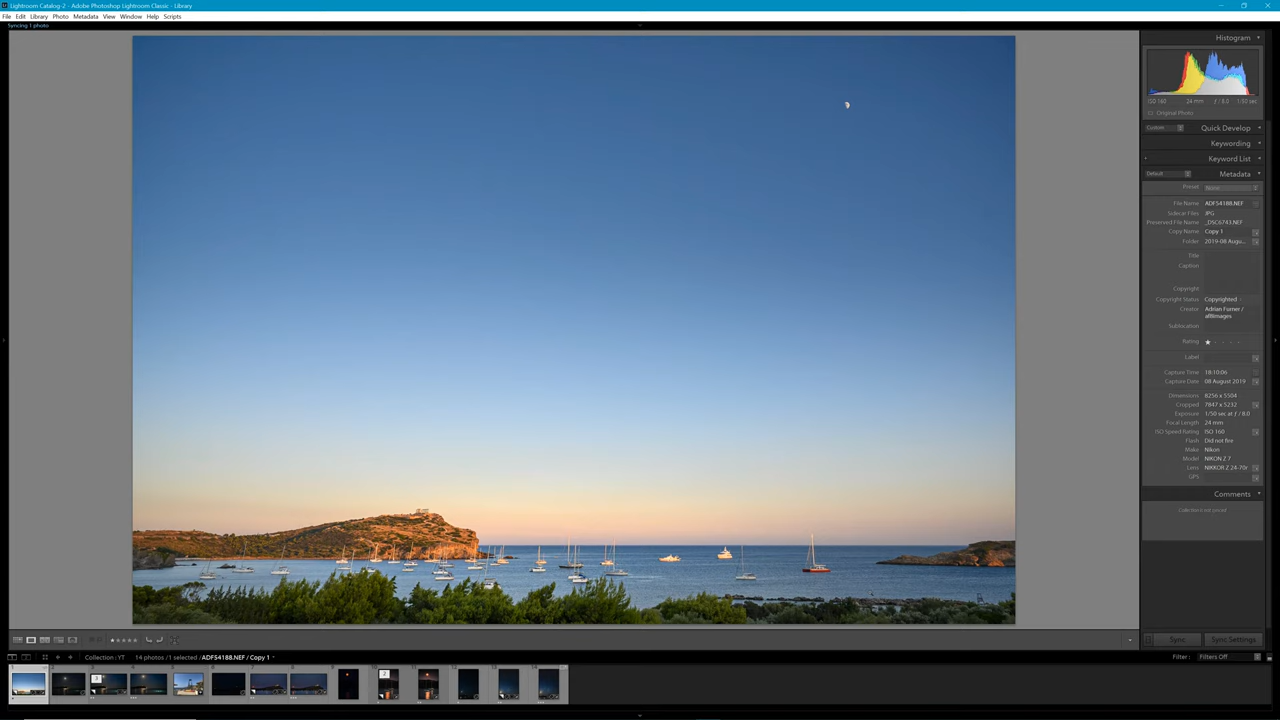 Lightroom Catalog-2 - Adobe Photoshop Lightroom Classic - Library
File Edit Library Photo Metadata View Window Help Scripts
Syncing 1 photo
Histogram
ISO 160 24 mm ƒ / 8.0 1/50 sec
Original Photo
Custom Quick Develop
Keywording
Keyword List
Default Metadata
Preset None
File Name ADF54188.NEF
Sidecar Files JPG
Preserved File Name _DSC6743.NEF
Copy Name Copy 1
Folder 2019-08 Augu...
Title
Caption
Copyright
Copyright Status Copyrighted
Creator Adrian Furner /
Sublocation
Rating
Label
Capture Time 18:10:06
Capture Date 08 August 2019
Dimensions 8256 x 5504
Cropped 7847 x 5232
Exposure 1/50 sec at ƒ / 8.0
Focal Length 24 mm
ISO Speed Rating ISO 160
Flash Did not fire
Make Nikon
Model NIKON Z 7
Lens NIKKOR Z 24-70
GPS
Comments
Collection is not synced
Sync Sync Settings
Collection : YT 14 photos / 1 selected / ADF54188.NEF / Copy 1
Filter : Filters Off